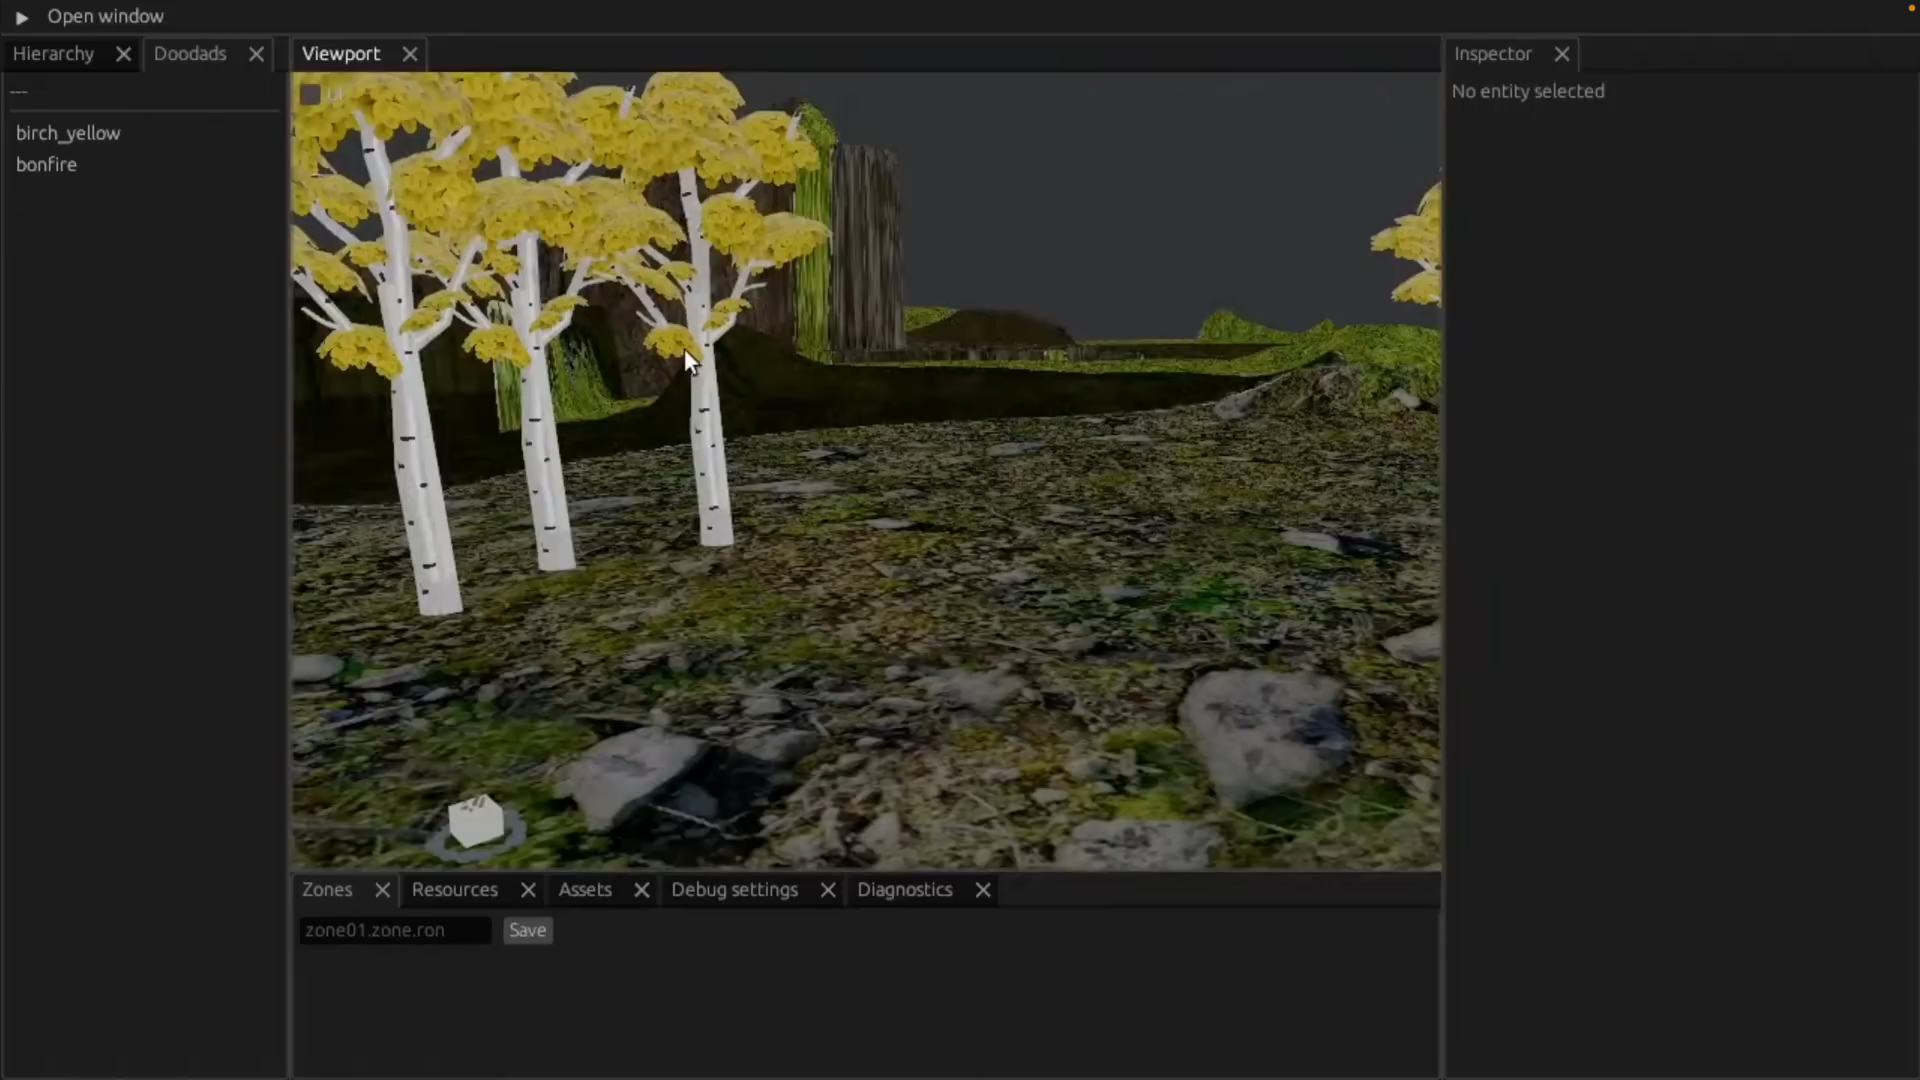 Open window
Hierarchy
Doodads
Viewport
Inspector
---
UI
No entity selected
birch_yellow
bonfire
Zones
Resources
Assets
Debug settings
Diagnostics
zone01.zone.ron
Save